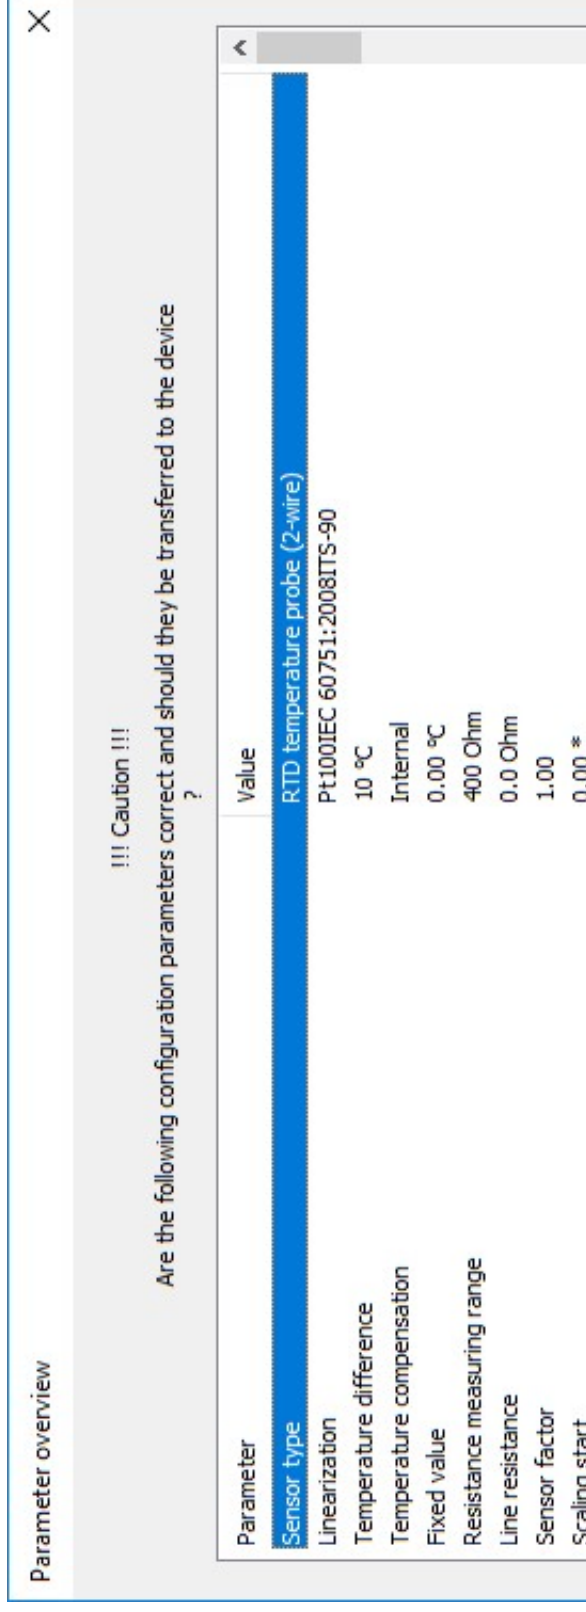 Parameter overview
!!! Caution !!!
Are the following configuration parameters correct and should they be transferred to the device
?
Parameter Value
Sensor type RTD temperature probe (2-wire)
Linearization Pt100IEC 60751:2008ITS-90
Temperature difference 10 °C
Temperature compensation Internal
Fixed value 0.00 °C
Resistance measuring range 400 Ohm
Line resistance 0.0 Ohm
Sensor factor 1.00
Scaling start 0.00 *